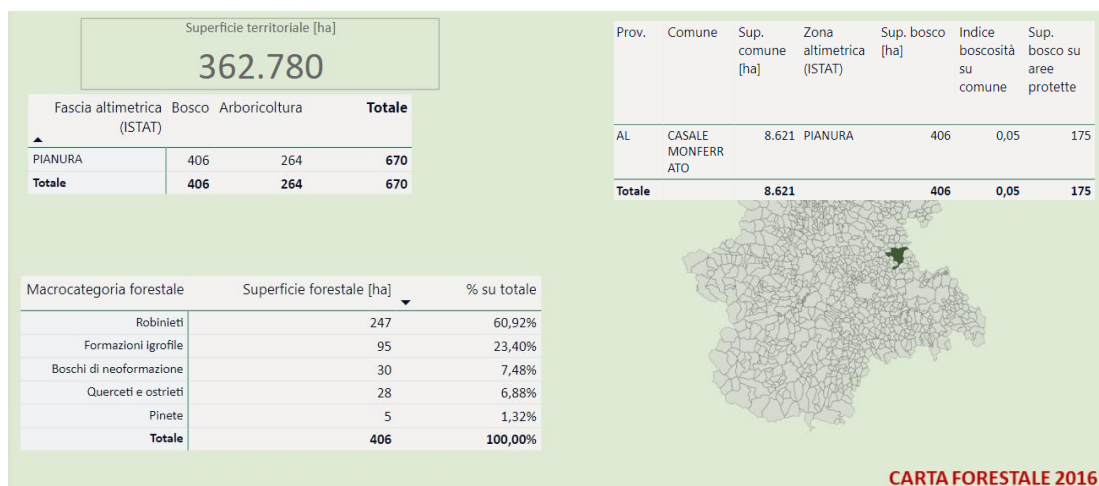 Superficie territoriale [ha]
362.780
Fascia altimetrica (ISTAT) Bosco Arboricoltura Totale
PIANURA 406 264 670
Totale 406 264 670
Prov. Comune Sup. comune [ha] Zona altimetrica (ISTAT) Sup. bosco [ha] Indice boscosità su comune Sup. bosco su aree protette
AL CASALE MONFERR ATO 8.621 PIANURA 406 0,05 175
Totale 8.621 406 0,05 175
Macrocategoria forestale Superficie forestale [ha] % su totale
Robinieti 247 60,92%
Formazioni igrofile 95 23,40%
Boschi di neoformazione 30 7,48%
Querceti e ostrieti 28 6,88%
Pinete 5 1,32%
Totale 406 100,00%
CARTA FORESTALE 2016